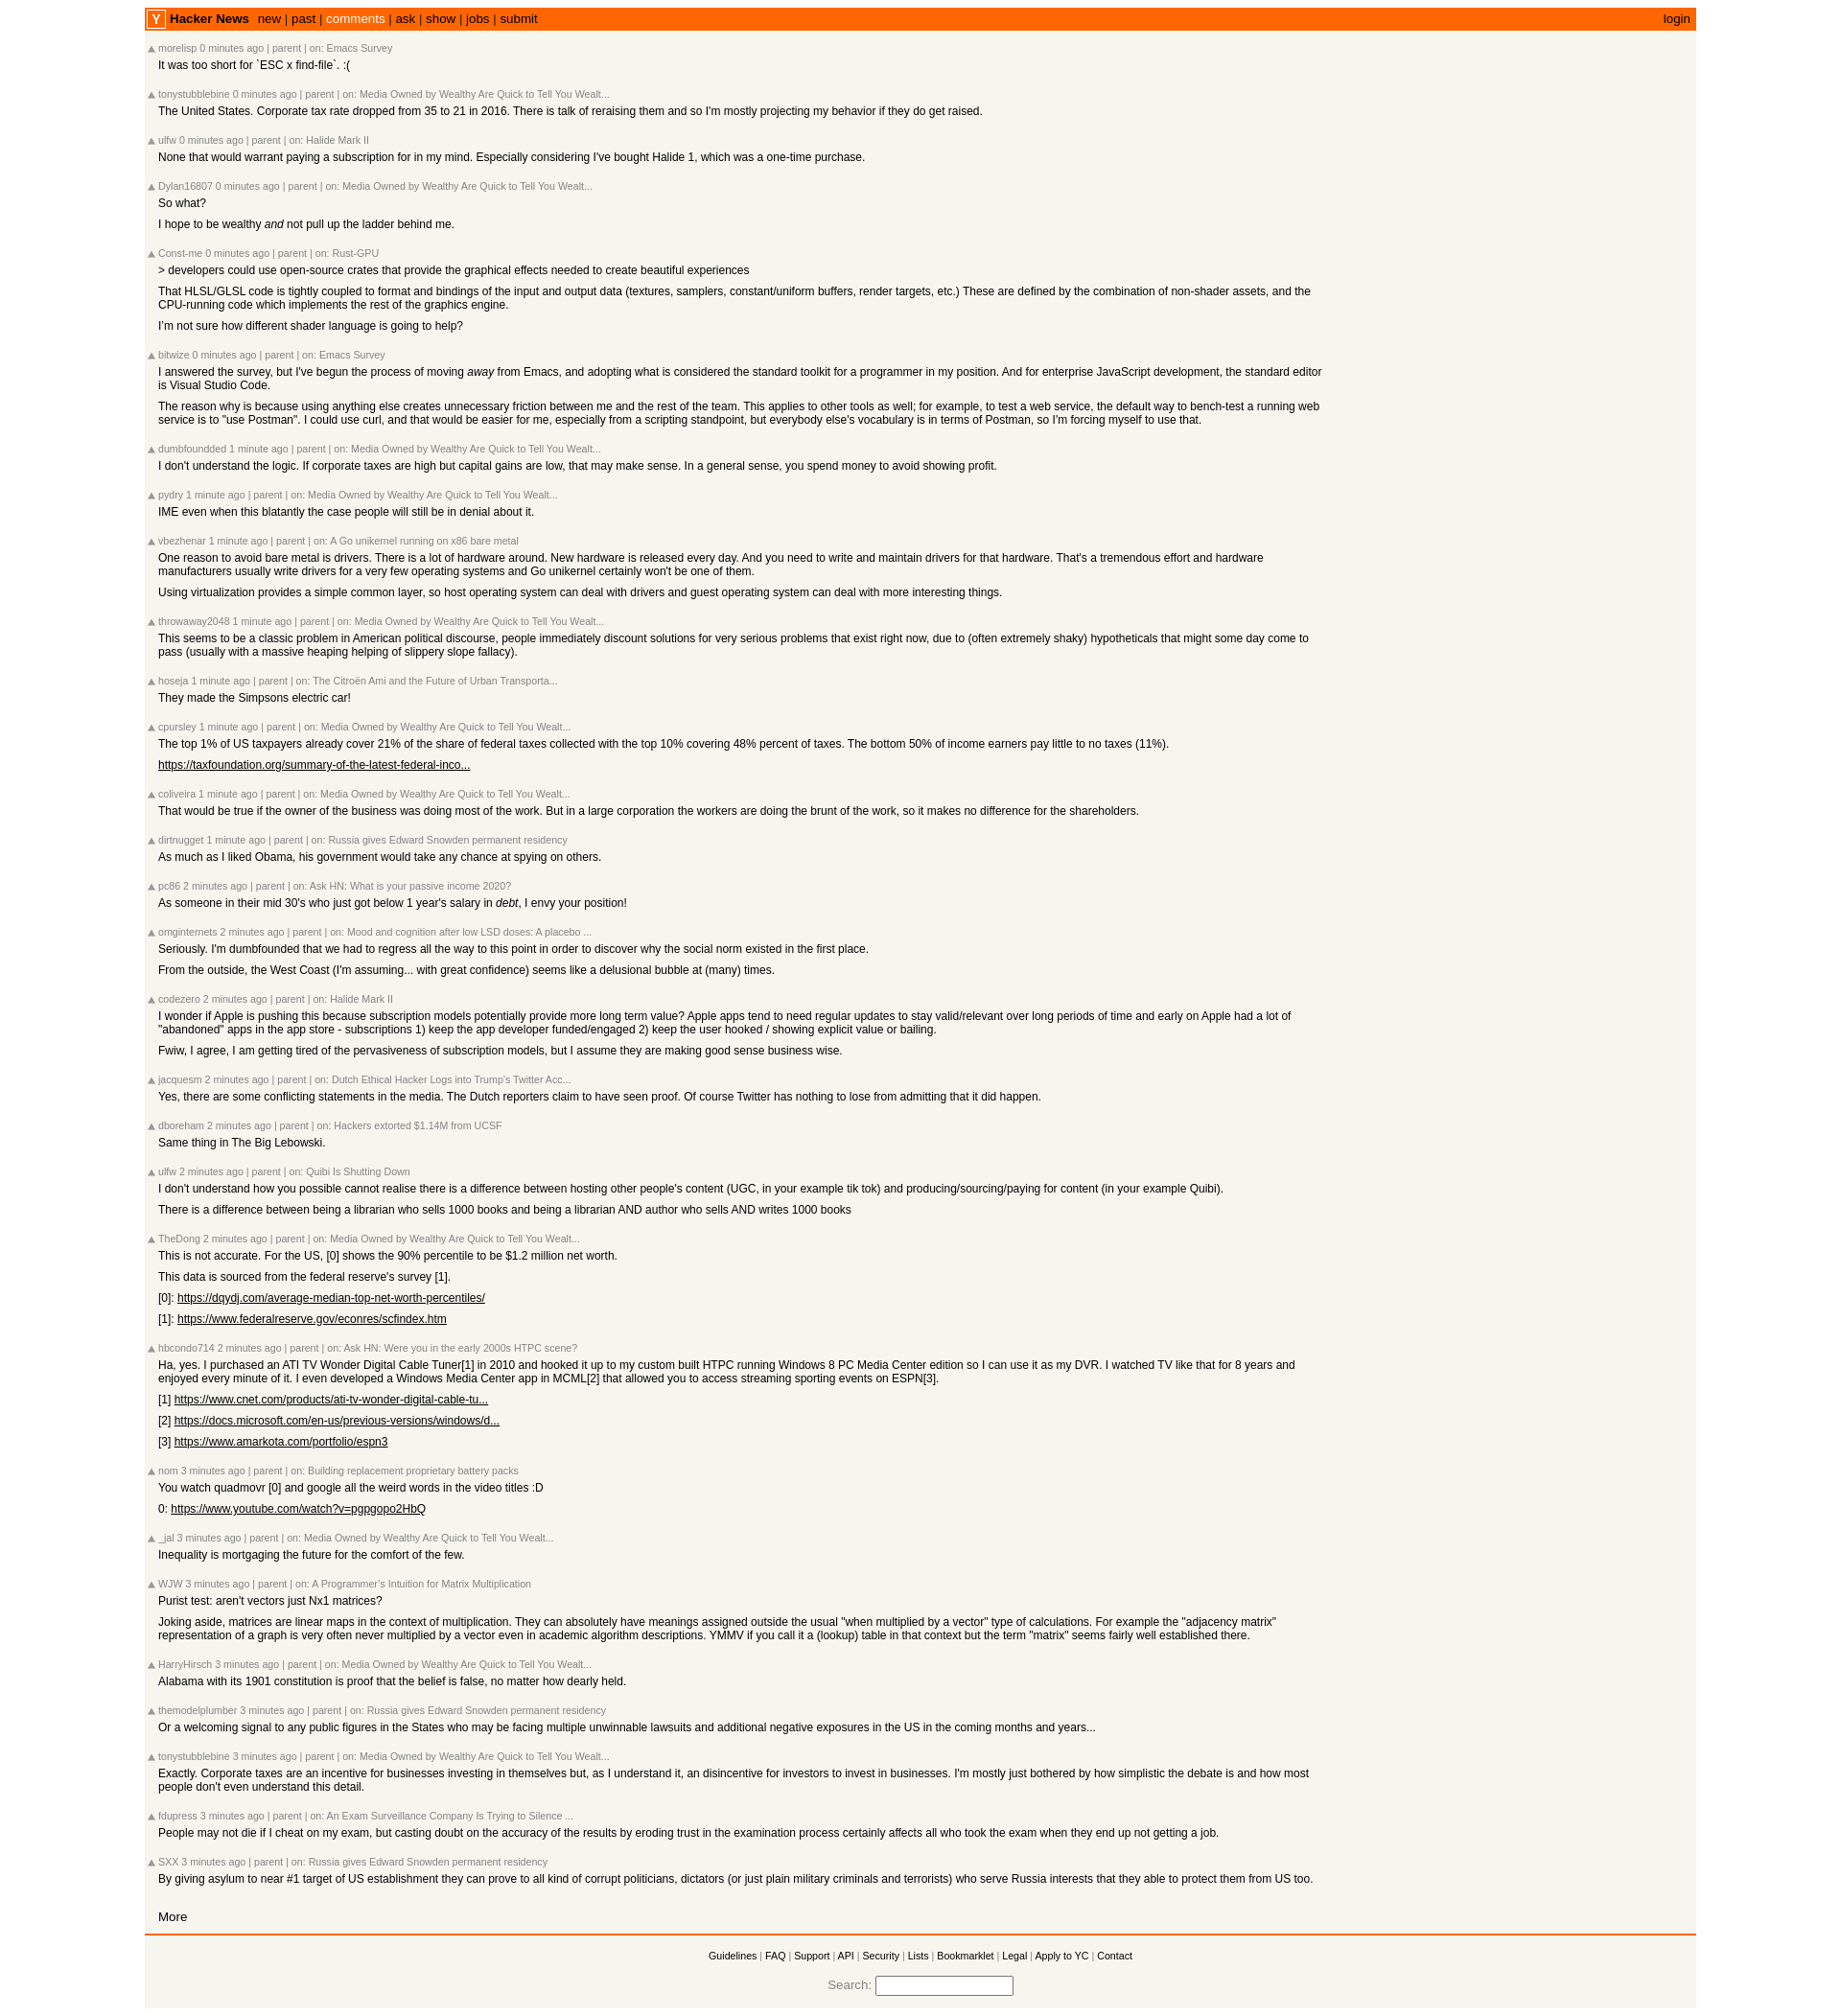 Y Hacker News new | past | comments | ask | show | jobs | submit login
morelisp 0 minutes ago | parent | on: Emacs Survey
It was too short for `ESC x find-file`. :(
tonystubblebine 0 minutes ago | parent | on: Media Owned by Wealthy Are Quick to Tell You Wealt...
The United States. Corporate tax rate dropped from 35 to 21 in 2016. There is talk of reraising them and so I'm mostly projecting my behavior if they do get raised.
ulfw 0 minutes ago | parent | on: Halide Mark II
None that would warrant paying a subscription for in my mind. Especially considering I've bought Halide 1, which was a one-time purchase.
Dylan16807 0 minutes ago | parent | on: Media Owned by Wealthy Are Quick to Tell You Wealt...
So what?
I hope to be wealthy and not pull up the ladder behind me.
Const-me 0 minutes ago | parent | on: Rust-GPU
> developers could use open-source crates that provide the graphical effects needed to create beautiful experiences
That HLSL/GLSL code is tightly coupled to format and bindings of the input and output data (textures, samplers, constant/uniform buffers, render targets, etc.) These are defined by the combination of non-shader assets, and the
CPU-running code which implements the rest of the graphics engine.
I'm not sure how different shader language is going to help?
bitwize 0 minutes ago | parent | on: Emacs Survey
I answered the survey, but I've begun the process of moving away from Emacs, and adopting what is considered the standard toolkit for a programmer in my position. And for enterprise JavaScript development, the standard editor
is Visual Studio Code.
The reason why is because using anything else creates unnecessary friction between me and the rest of the team. This applies to other tools as well; for example, to test a web service, the default way to bench-test a running web
service is to "use Postman". I could use curl, and that would be easier for me, especially from a scripting standpoint, but everybody else's vocabulary is in terms of Postman, so I'm forcing myself to use that.
dumbfoundded 1 minute ago | parent | on: Media Owned by Wealthy Are Quick to Tell You Wealt...
I don't understand the logic. If corporate taxes are high but capital gains are low, that may make sense. In a general sense, you spend money to avoid showing profit.
pydry 1 minute ago | parent | on: Media Owned by Wealthy Are Quick to Tell You Wealt...
IME even when this blatantly the case people will still be in denial about it.
vbezhenar 1 minute ago | parent | on: A Go unikernel running on x86 bare metal
One reason to avoid bare metal is drivers. There is a lot of hardware around. New hardware is released every day. And you need to write and maintain drivers for that hardware. That's a tremendous effort and hardware
manufacturers usually write drivers for a very few operating systems and Go unikernel certainly won't be one of them.
Using virtualization provides a simple common layer, so host operating system can deal with drivers and guest operating system can deal with more interesting things.
throwaway2048 1 minute ago | parent | on: Media Owned by Wealthy Are Quick to Tell You Wealt...
This seems to be a classic problem in American political discourse, people immediately discount solutions for very serious problems that exist right now, due to (often extremely shaky) hypotheticals that might some day come to
pass (usually with a massive heaping helping of slippery slope fallacy).
hoseja 1 minute ago | parent | on: The Citroën Ami and the Future of Urban Transporta...
They made the Simpsons electric car!
cpursley 1 minute ago | parent | on: Media Owned by Wealthy Are Quick to Tell You Wealt...
The top 1% of US taxpayers already cover 21% of the share of federal taxes collected with the top 10% covering 48% percent of taxes. The bottom 50% of income earners pay little to no taxes (11%).
https://taxfoundation.org/summary-of-the-latest-federal-inco...
coliveira 1 minute ago | parent | on: Media Owned by Wealthy Are Quick to Tell You Wealt...
That would be true if the owner of the business was doing most of the work. But in a large corporation the workers are doing the brunt of the work, so it makes no difference for the shareholders.
dirtnugget 1 minute ago | parent | on: Russia gives Edward Snowden permanent residency
As much as I liked Obama, his government would take any chance at spying on others.
pc86 2 minutes ago | parent | on: Ask HN: What is your passive income 2020?
As someone in their mid 30's who just got below 1 year's salary in debt, I envy your position!
omginternets 2 minutes ago | parent | on: Mood and cognition after low LSD doses: A placebo ...
Seriously. I'm dumbfounded that we had to regress all the way to this point in order to discover why the social norm existed in the first place.
From the outside, the West Coast (I'm assuming... with great confidence) seems like a delusional bubble at (many) times.
codezero 2 minutes ago | parent | on: Halide Mark II
I wonder if Apple is pushing this because subscription models potentially provide more long term value? Apple apps tend to need regular updates to stay valid/relevant over long periods of time and early on Apple had a lot of
"abandoned" apps in the app store - subscriptions 1) keep the app developer funded/engaged 2) keep the user hooked / showing explicit value or bailing.
Fwiw, I agree, I am getting tired of the pervasiveness of subscription models, but I assume they are making good sense business wise.
jacquesm 2 minutes ago | parent | on: Dutch Ethical Hacker Logs into Trump's Twitter Acc...
Yes, there are some conflicting statements in the media. The Dutch reporters claim to have seen proof. Of course Twitter has nothing to lose from admitting that it did happen.
dboreham 2 minutes ago | parent | on: Hackers extorted $1.14M from UCSF
Same thing in The Big Lebowski.
ulfw 2 minutes ago | parent | on: Quibi Is Shutting Down
I don't understand how you possible cannot realise there is a difference between hosting other people's content (UGC, in your example tik tok) and producing/sourcing/paying for content (in your example Quibi).
There is a difference between being a librarian who sells 1000 books and being a librarian AND author who sells AND writes 1000 books
TheDong 2 minutes ago | parent | on: Media Owned by Wealthy Are Quick to Tell You Wealt...
This is not accurate. For the US, [0] shows the 90% percentile to be $1.2 million net worth.
This data is sourced from the federal reserve's survey [1].
[0]: https://dqydj.com/average-median-top-net-worth-percentiles/
[1]: https://www.federalreserve.gov/econres/scfindex.htm
hbcondo714 2 minutes ago | parent | on: Ask HN: Were you in the early 2000s HTPC scene?
Ha, yes. I purchased an ATI TV Wonder Digital Cable Tuner[1] in 2010 and hooked it up to my custom built HTPC running Windows 8 PC Media Center edition so I can use it as my DVR. I watched TV like that for 8 years and
enjoyed every minute of it. I even developed a Windows Media Center app in MCML[2] that allowed you to access streaming sporting events on ESPN[3].
[1] https://www.cnet.com/products/ati-tv-wonder-digital-cable-tu...
[2] https://docs.microsoft.com/en-us/previous-versions/windows/d...
[3] https://www.amarkota.com/portfolio/espn3
nom 3 minutes ago | parent | on: Building replacement proprietary battery packs
You watch quadmovr [0] and google all the weird words in the video titles :D
0: https://www.youtube.com/watch?v=pgpgopo2HbQ
_jal 3 minutes ago | parent | on: Media Owned by Wealthy Are Quick to Tell You Wealt...
Inequality is mortgaging the future for the comfort of the few.
WJW 3 minutes ago | parent | on: A Programmer's Intuition for Matrix Multiplication
Purist test: aren't vectors just Nx1 matrices?
Joking aside, matrices are linear maps in the context of multiplication. They can absolutely have meanings assigned outside the usual "when multiplied by a vector" type of calculations. For example the "adjacency matrix"
representation of a graph is very often never multiplied by a vector even in academic algorithm descriptions. YMMV if you call it a (lookup) table in that context but the term "matrix" seems fairly well established there.
HarryHirsch 3 minutes ago | parent | on: Media Owned by Wealthy Are Quick to Tell You Wealt...
Alabama with its 1901 constitution is proof that the belief is false, no matter how dearly held.
themodelplumber 3 minutes ago | parent | on: Russia gives Edward Snowden permanent residency
Or a welcoming signal to any public figures in the States who may be facing multiple unwinnable lawsuits and additional negative exposures in the US in the coming months and years...
tonystubblebine 3 minutes ago | parent | on: Media Owned by Wealthy Are Quick to Tell You Wealt...
Exactly. Corporate taxes are an incentive for businesses investing in themselves but, as I understand it, an disincentive for investors to invest in businesses. I'm mostly just bothered by how simplistic the debate is and how most
people don't even understand this detail.
fdupress 3 minutes ago | parent | on: An Exam Surveillance Company Is Trying to Silence ...
People may not die if I cheat on my exam, but casting doubt on the accuracy of the results by eroding trust in the examination process certainly affects all who took the exam when they end up not getting a job.
SXX 3 minutes ago | parent | on: Russia gives Edward Snowden permanent residency
By giving asylum to near #1 target of US establishment they can prove to all kind of corrupt politicians, dictators (or just plain military criminals and terrorists) who serve Russia interests that they able to protect them from US too.
More
Guidelines | FAQ | Support | API | Security | Lists | Bookmarklet | Legal | Apply to YC | Contact
Search: